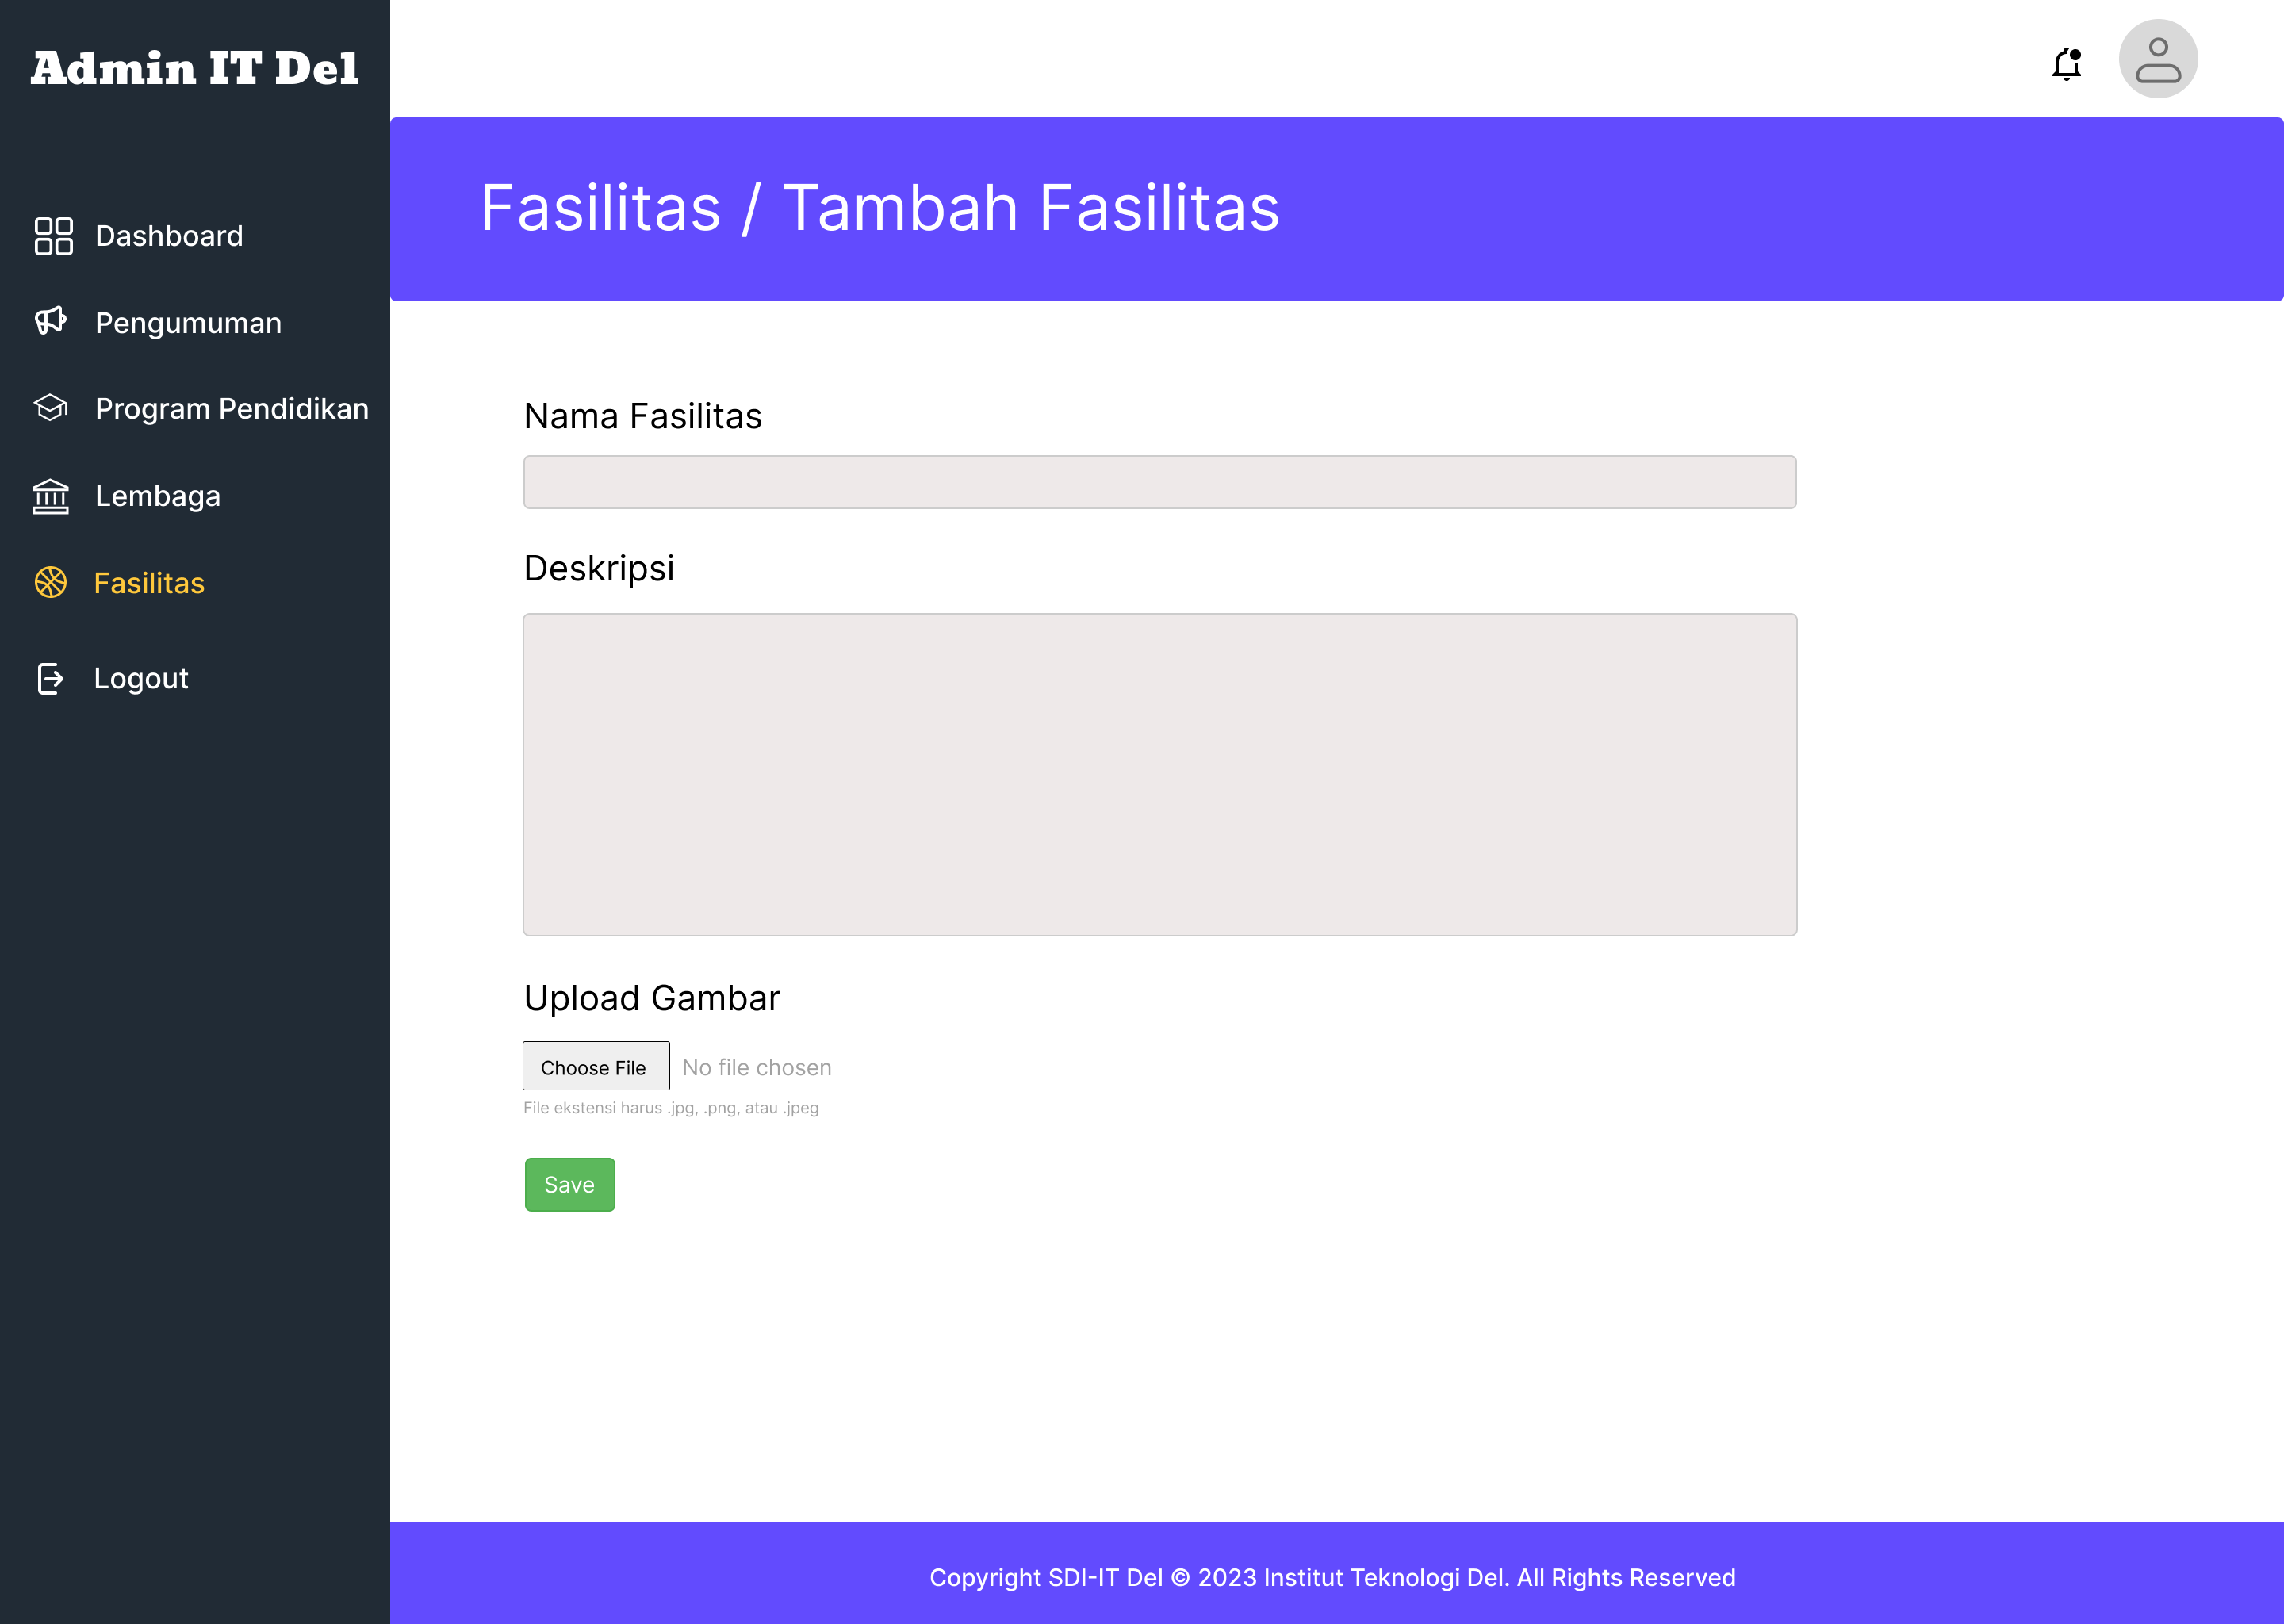 Admin IT Del
Dashboard
Pengumuman
Program Pendidikan
Lembaga
Fasilitas
Logout
Fasilitas / Tambah Fasilitas
Nama Fasilitas
Deskripsi
Upload Gambar
Choose File No file chosen
File ekstensi harus .jpg, .png, atau .jpeg
Save
Copyright SDI-IT Del © 2023 Institut Teknologi Del. All Rights Reserved